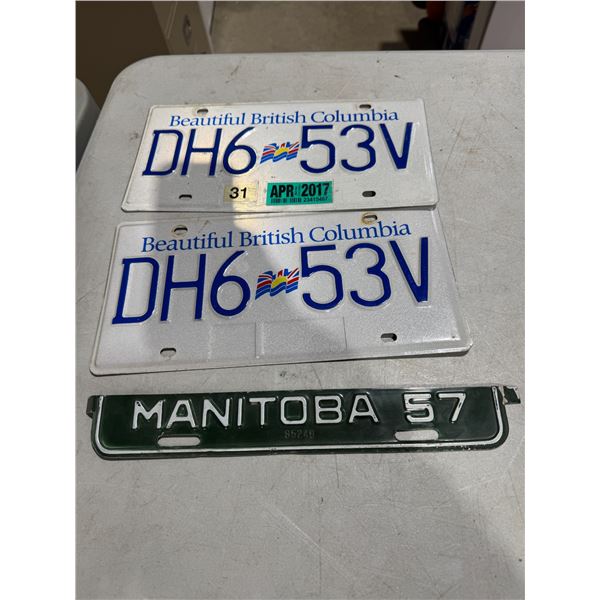 Beautiful British Columbia
DH6 53V
31 APR 2017
Beautiful British Columbia
DH6 53V
MANITOBA 57